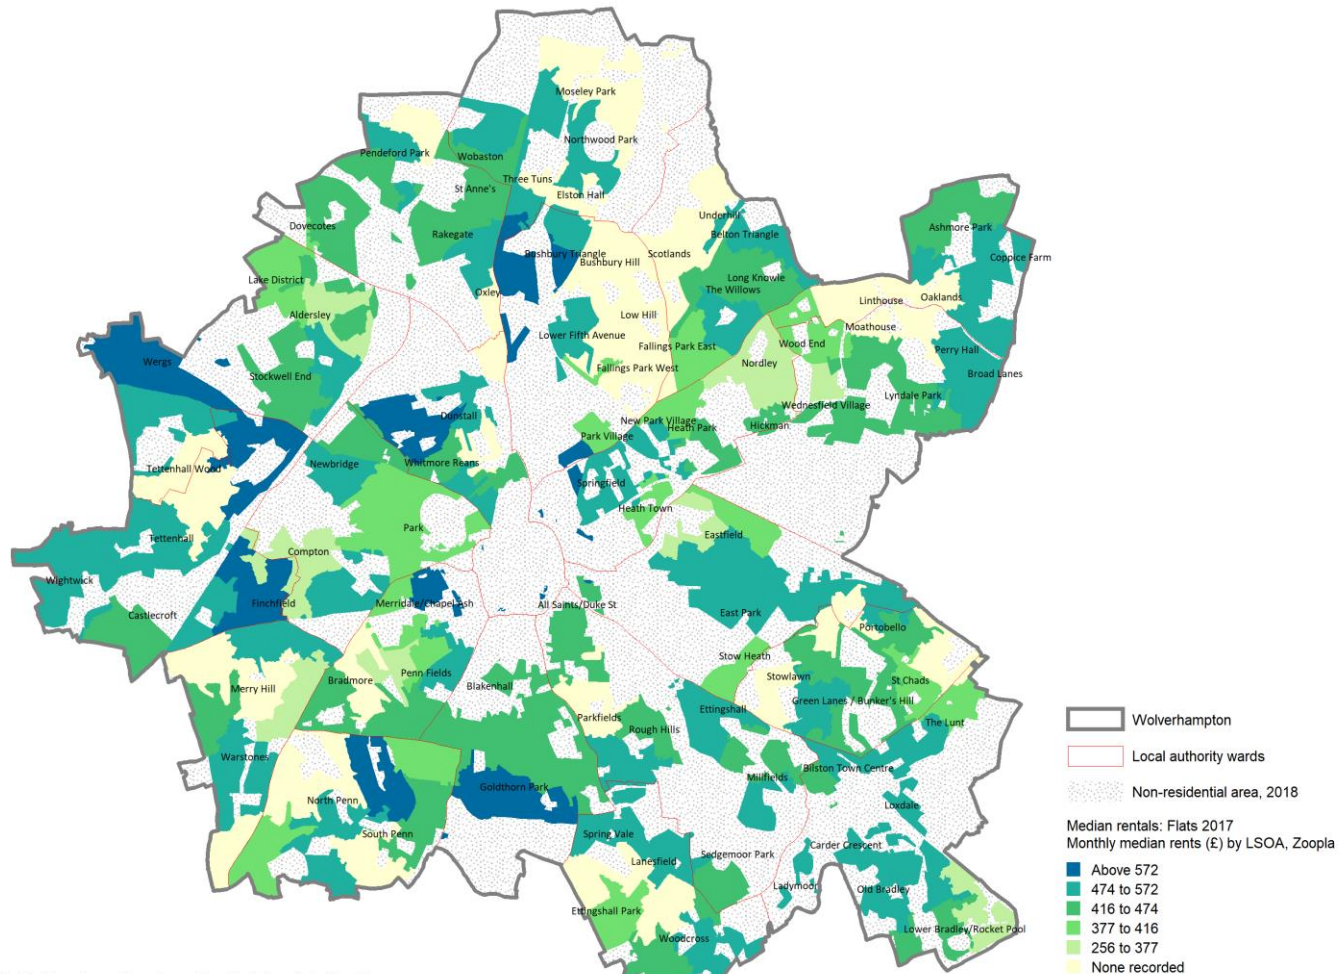 Moseley Park
Northwood Park
Pendeford Park
Wobaston
Three Tuns
St Anne's
Elston Hall
Underhill
Dovecotes
Rakegate
Belton Triangle
Ashmore Park
Bushbury Triangle
Bushbury Hill
Scotlands
Coppice Farm
Lake District
Long Knowle
The Willows
Oxley
Linthouse
Oaklands
Aldersley
Low Hill
Moathouse
Lower Fifth Avenue
Fallings Park East
Wood End
Perry Hall
Wergs
Nordley
Fallings Park West
Broad Lanes
Stockwell End
Lyndale Park
Wednesfield Village
Dunstall
New Park Village
Heath Park
Hickman
Park Village
Tettenhall Wood
Newbridge
Whitmore Reans
Springfield
Heath Town
Park
Eastfield
Tettenhall
Compton
Wightwick
Finchfield
Merridale/Chapel Ash
All Saints/Duke St
East Park
Castlecroft
Portobello
Stow Heath
Penn Fields
Stowlawn
Bradmore
St Chads
Merry Hill
Blakenhall
Green Lanes / Bunker's Hill
Ettingshall
Parkfields
The Lunt
Rough Hills
Warstones
Bilston Town Centre
Millfields
Goldthorn Park
North Penn
Loxdale
South Penn
Spring Vale
Carder Crescent
Sedgemoor Park
Lanesfield
Ladymoor
Old Bradley
Ettingshall Park
Lower Bradley/Rocket Pool
Woodcross
Wolverhampton
Local authority wards
Non-residential area, 2018
Median rentals: Flats 2017
Monthly median rents (£) by LSOA, Zoopla
Above 572
474 to 572
416 to 474
377 to 416
256 to 377
None recorded